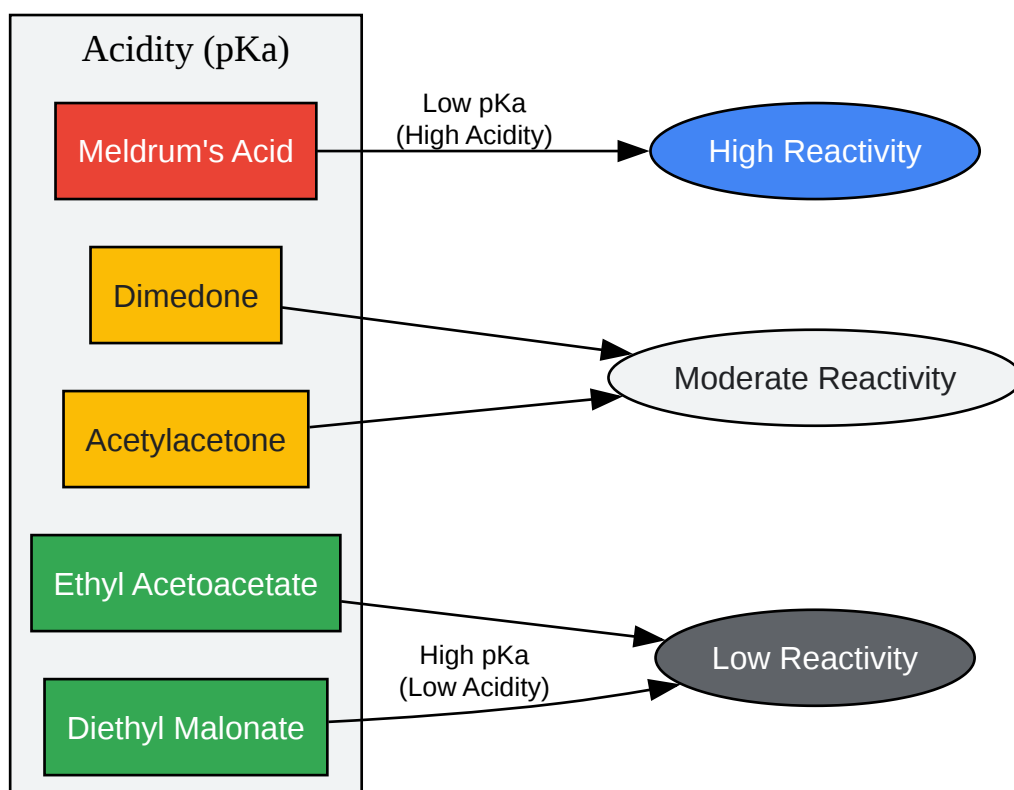 Acidity (pKa)
Meldrum's Acid
Low pKa
(High Acidity)
High Reactivity
Dimedone
Moderate Reactivity
Acetylacetone
Ethyl Acetoacetate
High pKa
(Low Acidity)
Low Reactivity
Diethyl Malonate